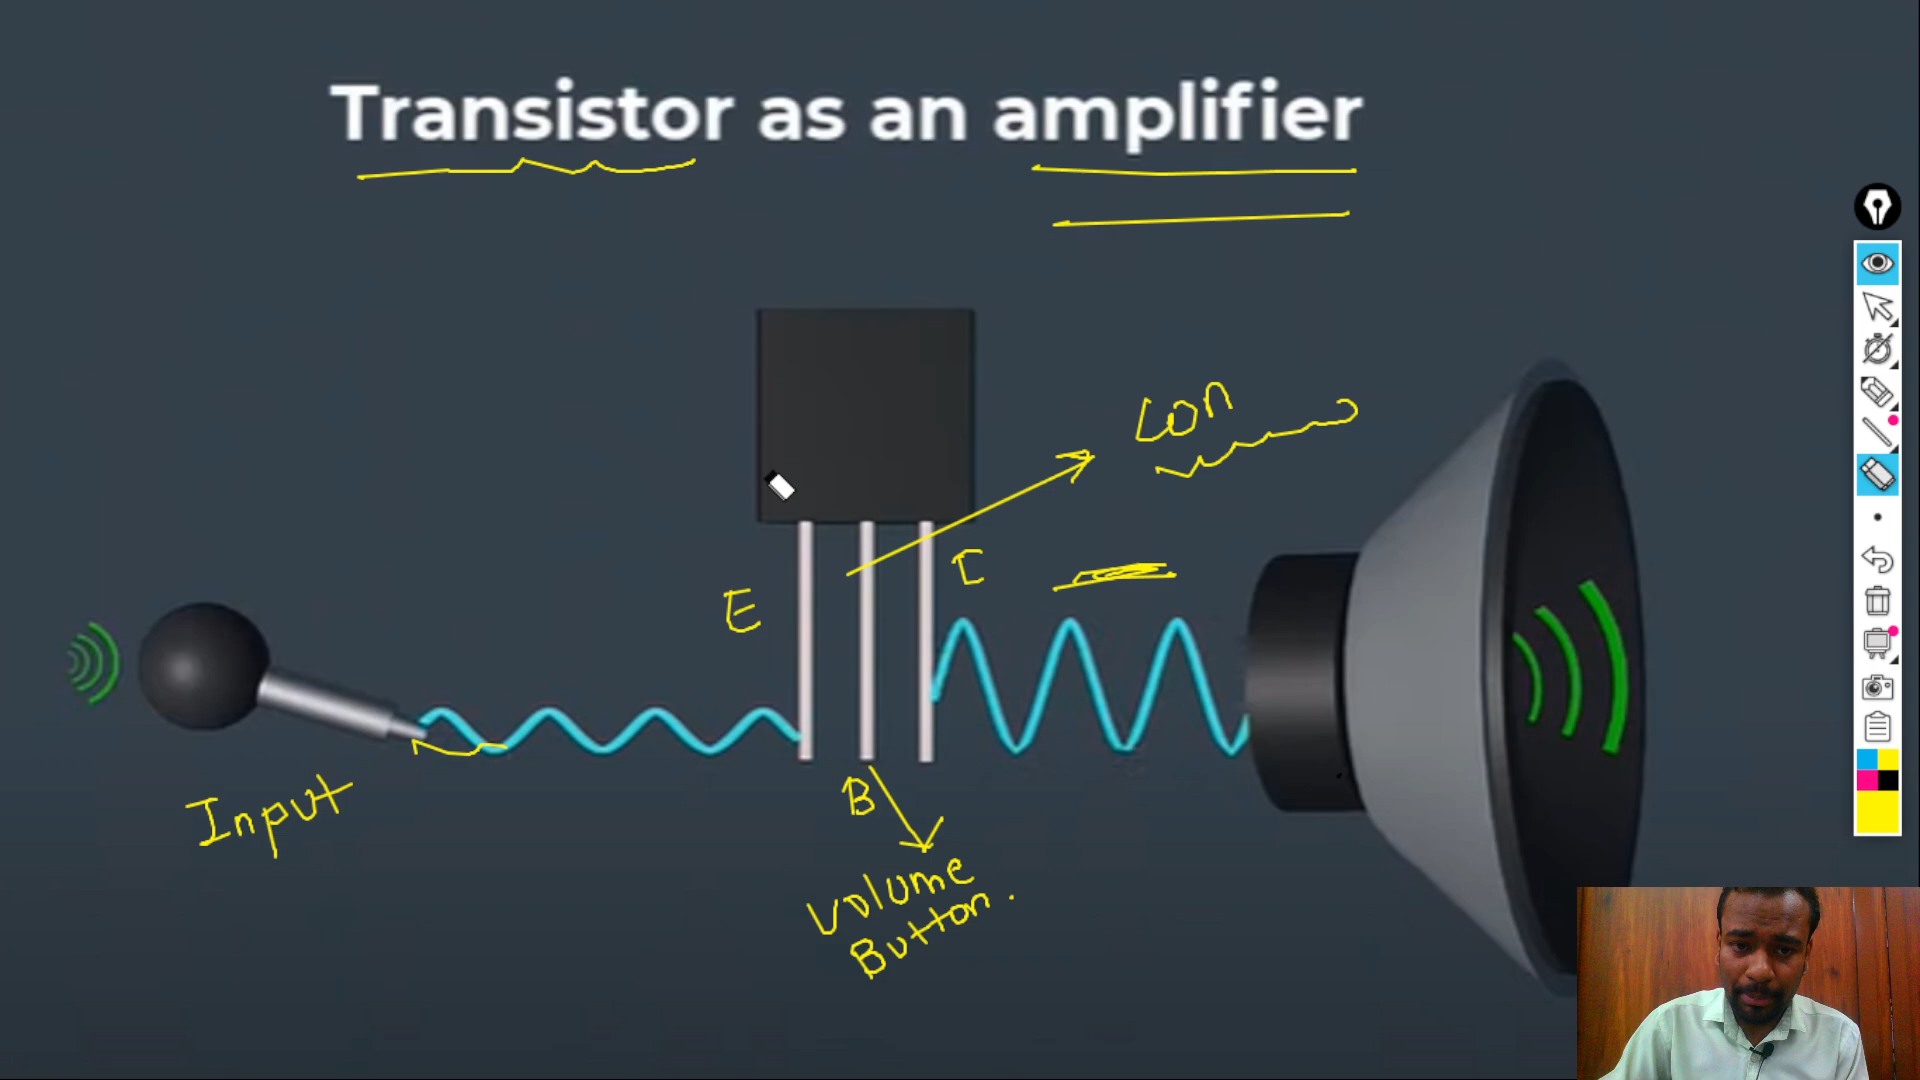 Transistor as an amplifier
Con
C
E
B
Input
Volume
Button.